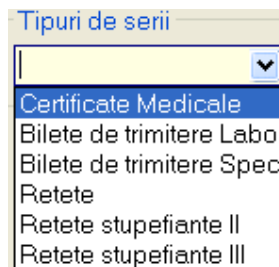 Tipuri de serii
Certificate Medicale
Bilete de trimitere Labo
Bilete de trimitere Spec
Retete
Retete stupefiante II
Retete stupefiante III